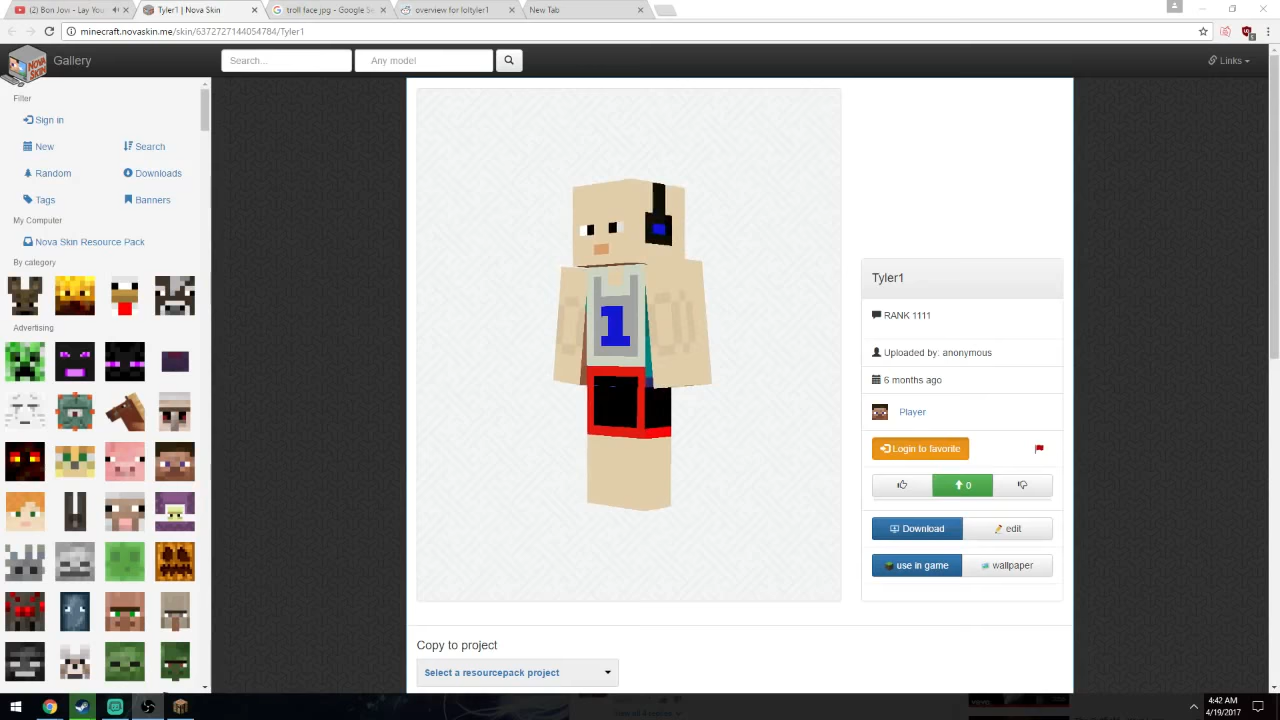 (2) Bon Jovi - Lay You
Tyler1 | Nova Skin
troll face.jpg - Google Se
overview for loltyler1
New Tab
minecraft.novaskin.me/skin/6372727144054784/Tyler1
NOVA SKIN
Gallery
Search...
Any model
Links
Filter
Sign in
New
Search
Random
Downloads
Tags
Banners
My Computer
Nova Skin Resource Pack
By category
Advertising
1
Tyler1
RANK 1111
Uploaded by: anonymous
6 months ago
Player
Login to favorite
0
Download
edit
use in game
wallpaper
Copy to project
Select a resourcepack project
4:42 AM
4/19/2017